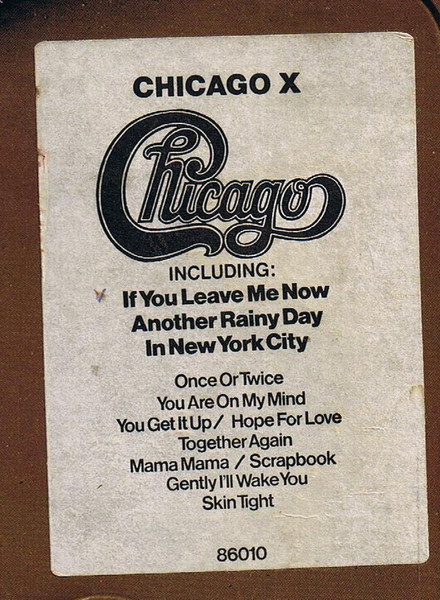 CHICAGO X
Chicago
INCLUDING:
If You Leave Me Now
Another Rainy Day
In New York City
Once Or Twice
You Are On My Mind
You Get It Up / Hope For Love
Together Again
Mama Mama / Scrapbook
Gently I'll Wake You
Skin Tight
86010